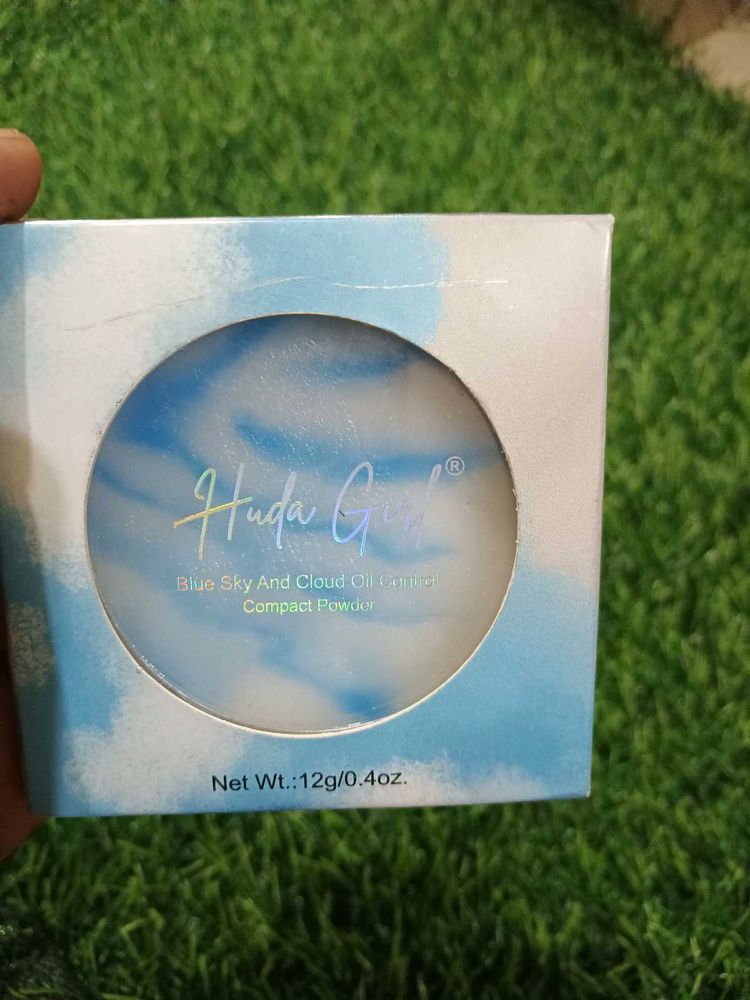 Huda Girl®
Blue Sky And Cloud Oil Control
Compact Powder
Net Wt.:12g/0.4oz.